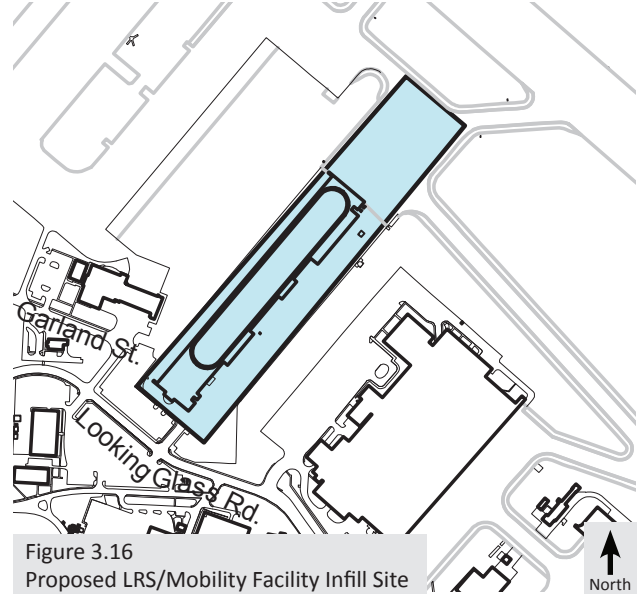 Garland St.
Looking Glass Rd.
Figure 3.16
Proposed LRS/Mobility Facility Infill Site
North